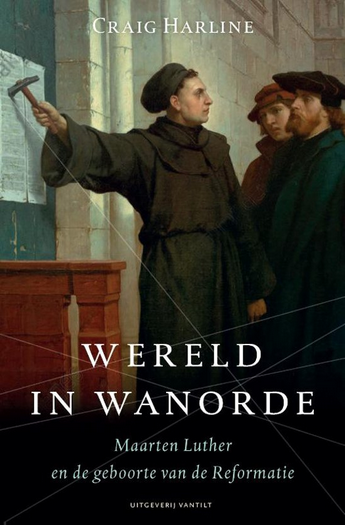 CRAIG HARLINE
WERELD
IN WANORDE
Maarten Luther
en de geboorte van de Reformatie
UITGEVERIJ VANTILT